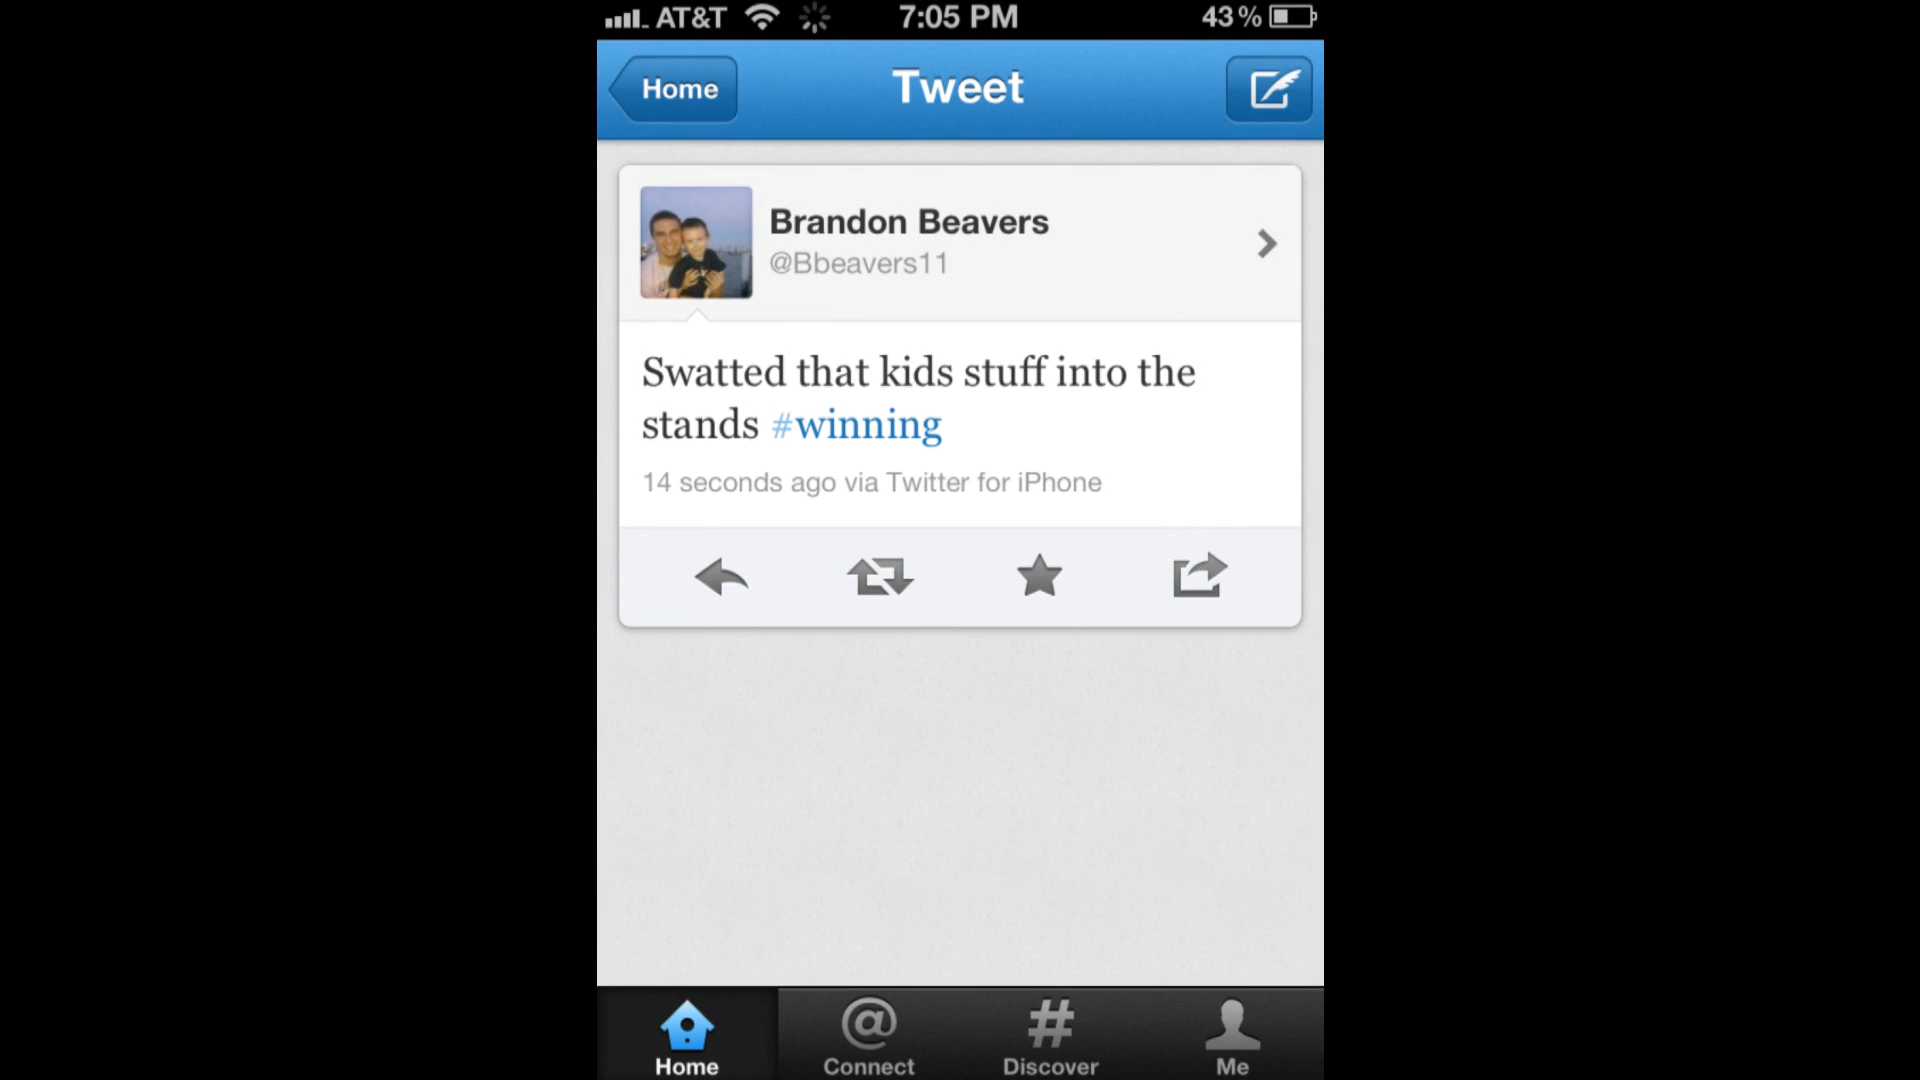 AT&T 7:05 PM 43%
Home Tweet
Brandon Beavers
@Bbeavers11
Swatted that kids stuff into the
stands #winning
14 seconds ago via Twitter for iPhone
Home Connect Discover Me